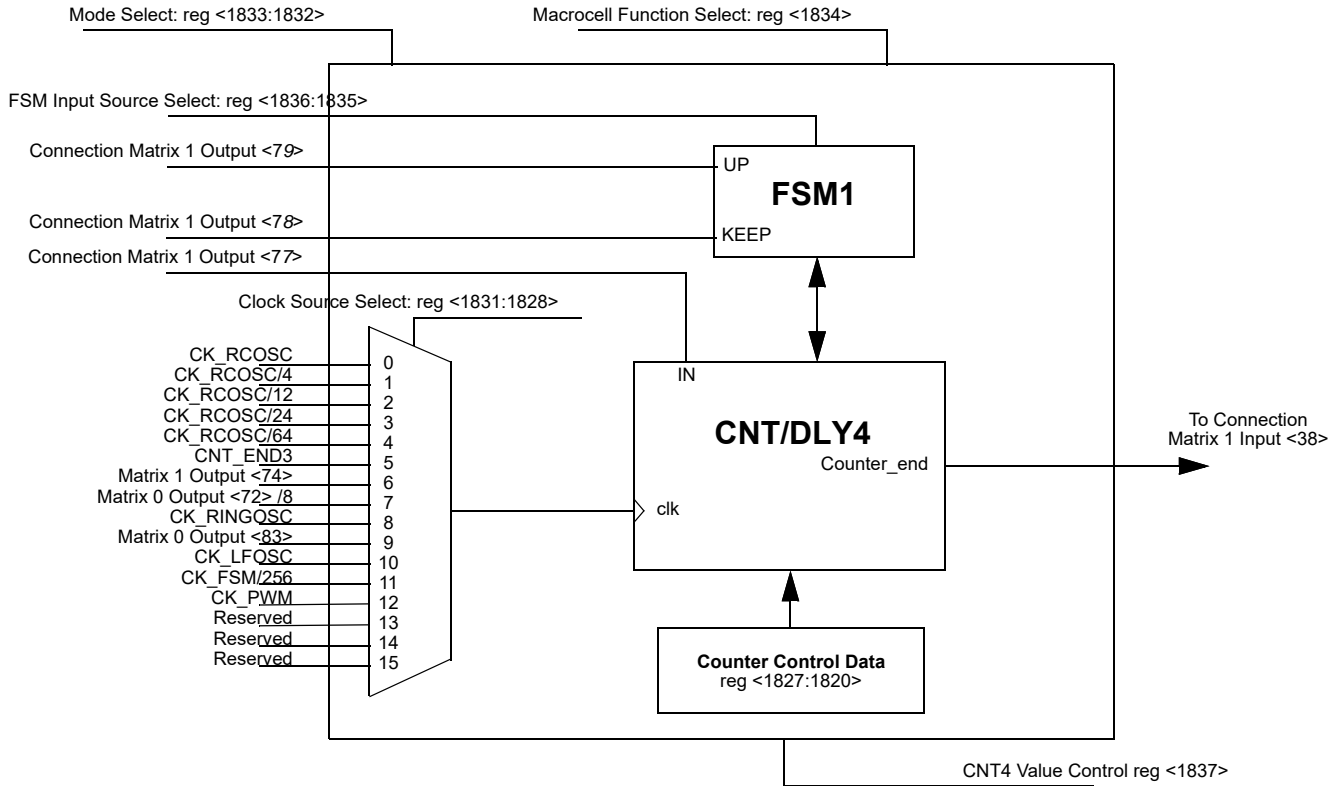 Mode Select: reg <1833:1832>
Macrocell Function Select: reg <1834>
FSM Input Source Select: reg <1836:1835>
Connection Matrix 1 Output <79>
UP
FSM1
Connection Matrix 1 Output <78>
KEEP
Connection Matrix 1 Output <77>
Clock Source Select: reg <1831:1828>
CK_RCOSC
0
CK_RCOSC/4
1
CK_RCOSC/12
2
CK_RCOSC/24
3
CK_RCOSC/64
4
CNT_END3
5
Matrix 1 Output <74>
6
Matrix 0 Output <72> /8
7
CK_RINGOSC
8
Matrix 0 Output <83>
9
CK_LFOSC
10
CK_FSM/256
11
CK_PWM
12
Reserved
13
Reserved
14
Reserved
15
IN
CNT/DLY4
Counter_end
clk
To Connection
Matrix 1 Input <38>
Counter Control Data
reg <1827:1820>
CNT4 Value Control reg <1837>